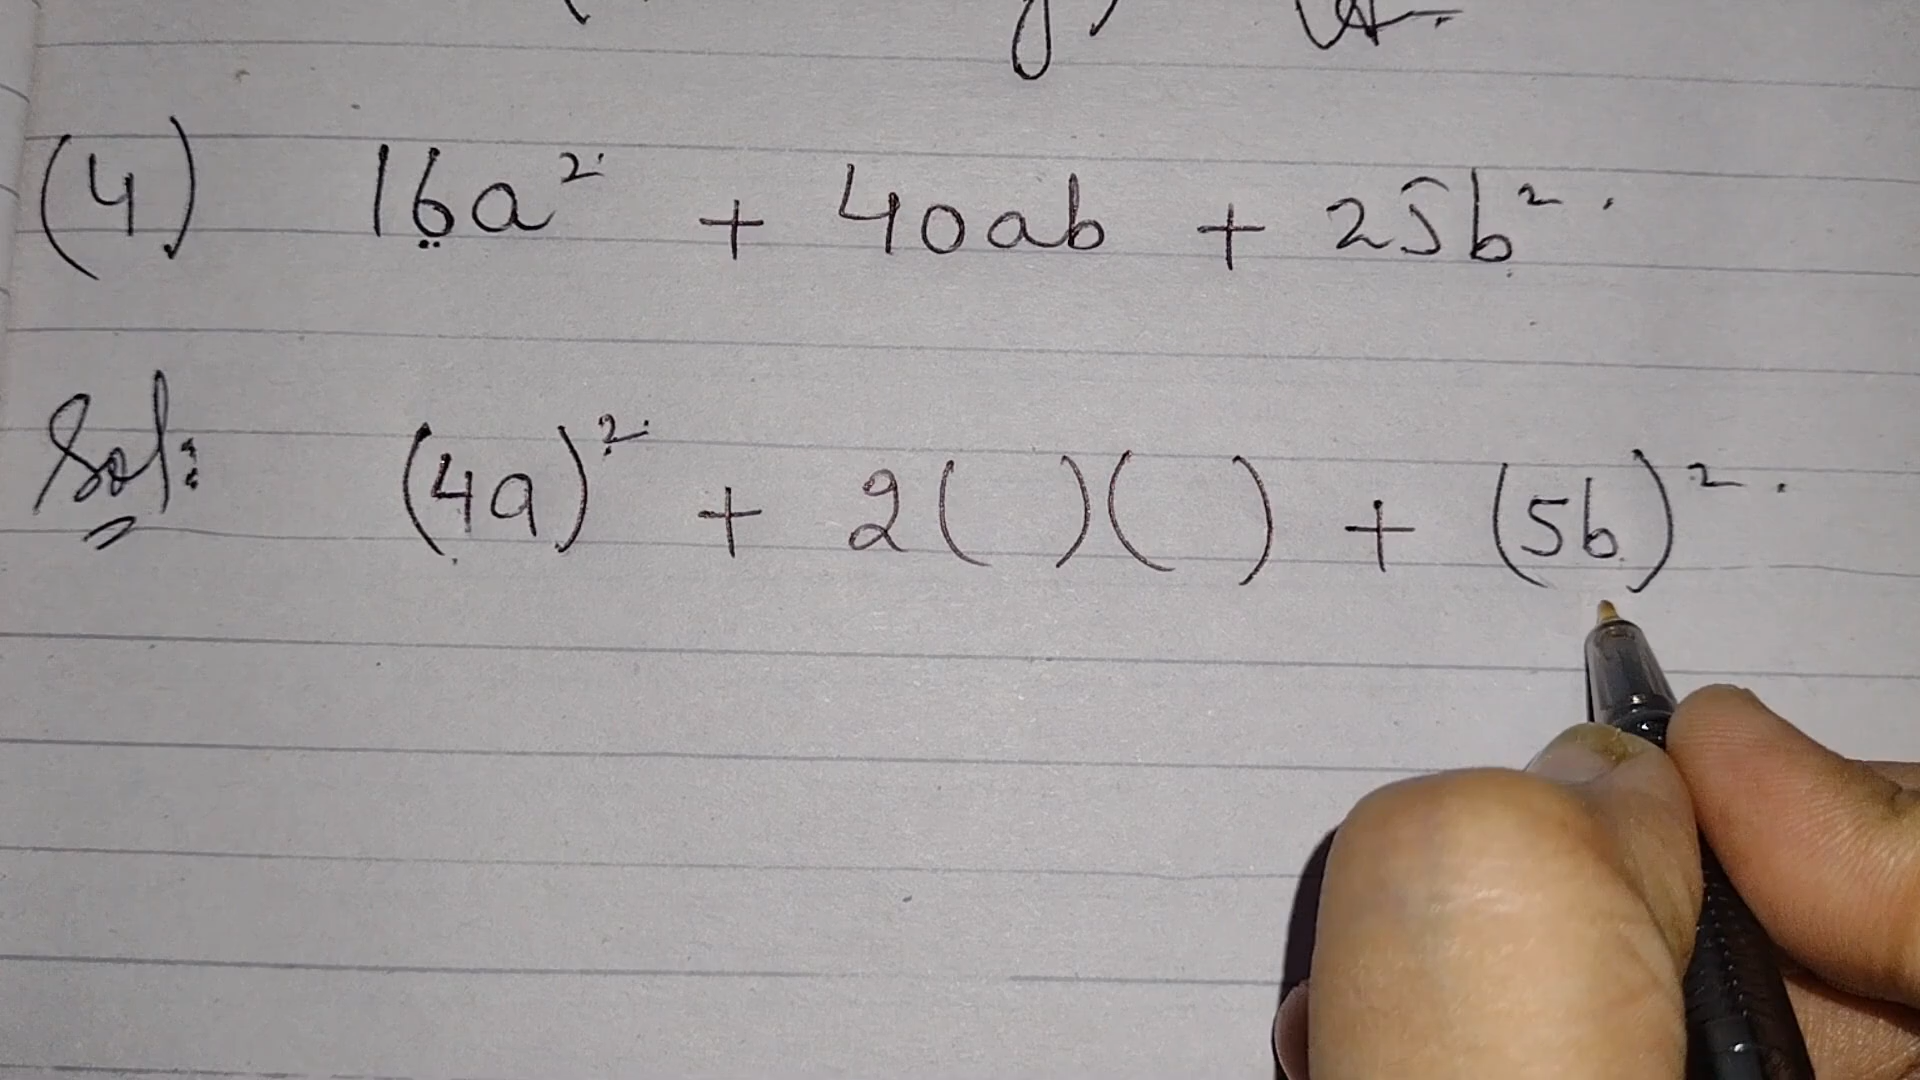 (4) 16a² + 40ab + 25b².
Sol: (4a)² + 2( )( ) + (5b)².